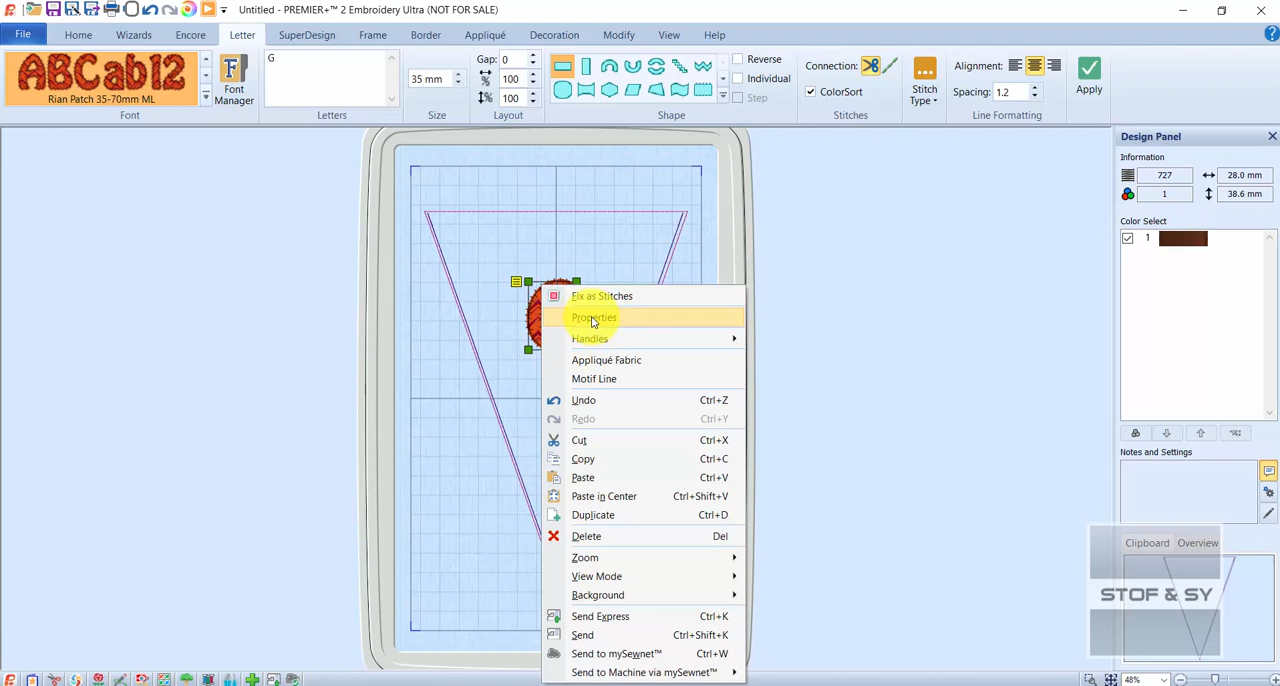 Untitled - PREMIER+™ 2 Embroidery Ultra (NOT FOR SALE)
File Home Wizards Encore Letter SuperDesign Frame Border Appliqué Decoration Modify View Help
ABCab12
Rian Patch 35-70mm ML
Font
Font Manager
G
Letters
35 mm
Size
Gap: 0
100
100
Layout
Reverse
Individual
Step
Shape
Connection:
ColorSort
Stitches
Stitch Type
Alignment:
Spacing: 1.2
Line Formatting
Apply
Design Panel
Information
727 28.0 mm
1 38.6 mm
Color Select
1
Notes and Settings
Clipboard Overview
STOF & SY
Fix as Stitches
Properties
Handles
Appliqué Fabric
Motif Line
Undo Ctrl+Z
Redo Ctrl+Y
Cut Ctrl+X
Copy Ctrl+C
Paste Ctrl+V
Paste in Center Ctrl+Shift+V
Duplicate Ctrl+D
Delete Del
Zoom
View Mode
Background
Send Express Ctrl+K
Send Ctrl+Shift+K
Send to mySewnet™ Ctrl+W
Send to Machine via mySewnet™
48%